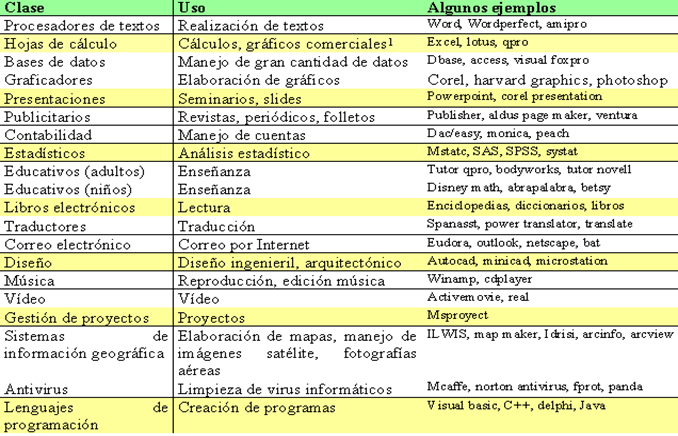 Clase Uso Algunos ejemplos
Procesadores de textos Realización de textos Word, Wordperfect, amipro
Hojas de cálculo Cálculos, gráficos comerciales¹ Excel, lotus, qpro
Bases de datos Manejo de gran cantidad de datos Dbase, access, visual foxpro
Graficadores Elaboración de gráficos Corel, harvard graphics, photoshop
Presentaciones Seminarios, slides Powerpoint, corel presentation
Publicitarios Revistas, periódicos, folletos Publisher, aldus page maker, ventura
Contabilidad Manejo de cuentas Dac/easy, monica, peach
Estadísticos Análisis estadístico Mstatc, SAS, SPSS, systat
Educativos (adultos) Enseñanza Tutor qpro, bodyworks, tutor novell
Educativos (niños) Enseñanza Disney math, abrapalabra, betsy
Libros electrónicos Lectura Enciclopedias, diccionarios, libros
Traductores Traducción Spanasst, power translator, translate
Correo electrónico Correo por Internet Eudora, outlook, netscape, bat
Diseño Diseño ingenieril, arquitectónico Autocad, minicad, microstation
Música Reproducción, edición música Winamp, cdplayer
Vídeo Vídeo Activemovie, real
Gestión de proyectos Proyectos Msproyect
Sistemas de Elaboración de mapas, manejo de ILWIS, map maker, Idrisi, arcinfo, arcview
información geográfica imágenes satélite, fotografías
aéreas
Antivirus Limpieza de virus informáticos Mcaffe, norton antivirus, fprot, panda
Lenguajes de Creación de programas Visual basic, C++, delphi, Java
programación